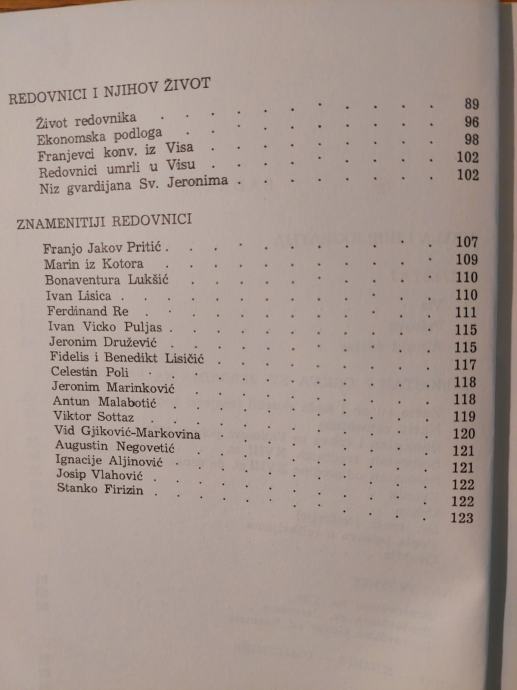 REDOVNICI I NJIHOV ŽIVOT
Život redovnika . . . . . . . . . 89
Ekonomska podloga . . . . . . . . 96
Franjevci konv. iz Visa . . . . . . . 98
Redovnici umrli u Visu . . . . . . . 102
Niz gvardijana Sv. Jeronima . . . . . . 102
ZNAMENITIJI REDOVNICI
Franjo Jakov Pritić . . . . . . . . 107
Marin iz Kotora . . . . . . . . . 109
Bonaventura Lukšić . . . . . . . . 110
Ivan Lisica . . . . . . . . . . 110
Ferdinand Re . . . . . . . . . 111
Ivan Vicko Puljas . . . . . . . . 115
Jeronim Družević . . . . . . . . 115
Fidelis i Benedikt Lisičić . . . . . . . 117
Celestin Poli . . . . . . . . . 118
Jeronim Marinković . . . . . . . . 118
Antun Malabotić . . . . . . . . 119
Viktor Sottaz . . . . . . . . . 120
Vid Gjiković-Markovina . . . . . . . 121
Augustin Negovetić . . . . . . . . 121
Ignacije Aljinović . . . . . . . . 122
Josip Vlahović . . . . . . . . . 122
Stanko Firizin . . . . . . . . . 123